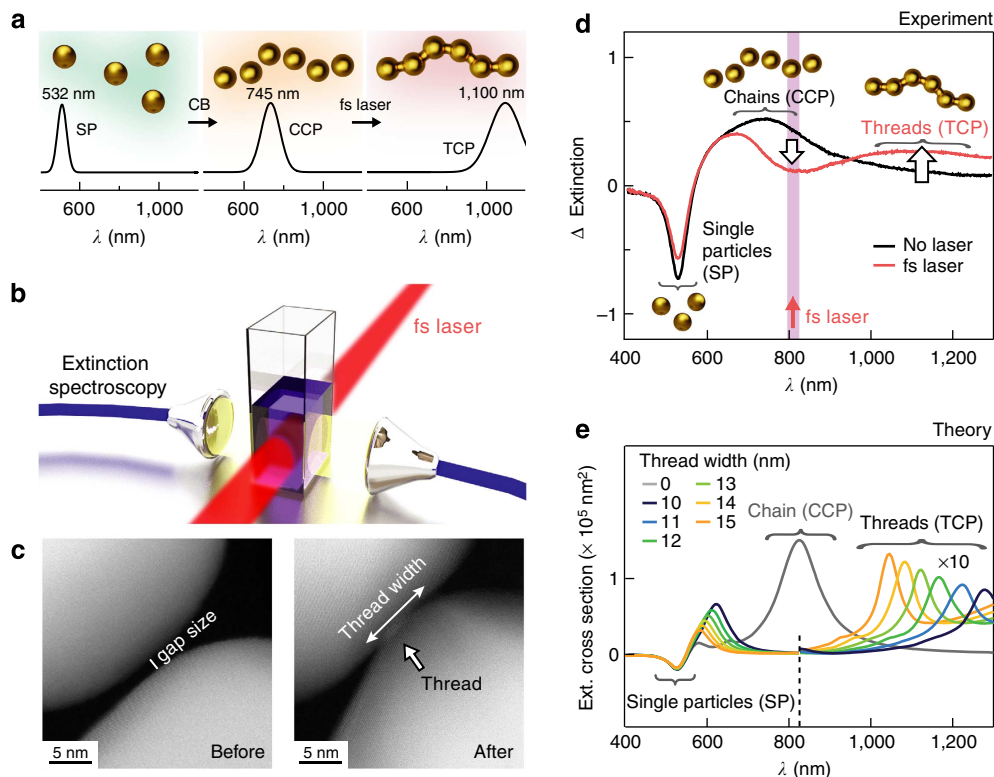 a
532 nm
SP
CB
745 nm
CCP
fs laser
1,100 nm
TCP
600 1,000
λ (nm)
600 1,000
λ (nm)
600 1,100
λ (nm)
b
fs laser
Extinction
spectroscopy
c
I gap size
5 nm
Before
Thread width
Thread
5 nm
After
d
Experiment
1
0
−1
Δ Extinction
Chains (CCP)
Threads (TCP)
Single
particles
(SP)
No laser
fs laser
fs laser
400 600 800 1,000 1,200
λ (nm)
e
Theory
Thread width (nm)
0
10
11
12
13
14
15
Chain (CCP)
Threads (TCP)
×10
1
0
Ext. cross section (× 10⁵ nm²)
Single particles (SP)
400 600 800 1,000 1,200
λ (nm)